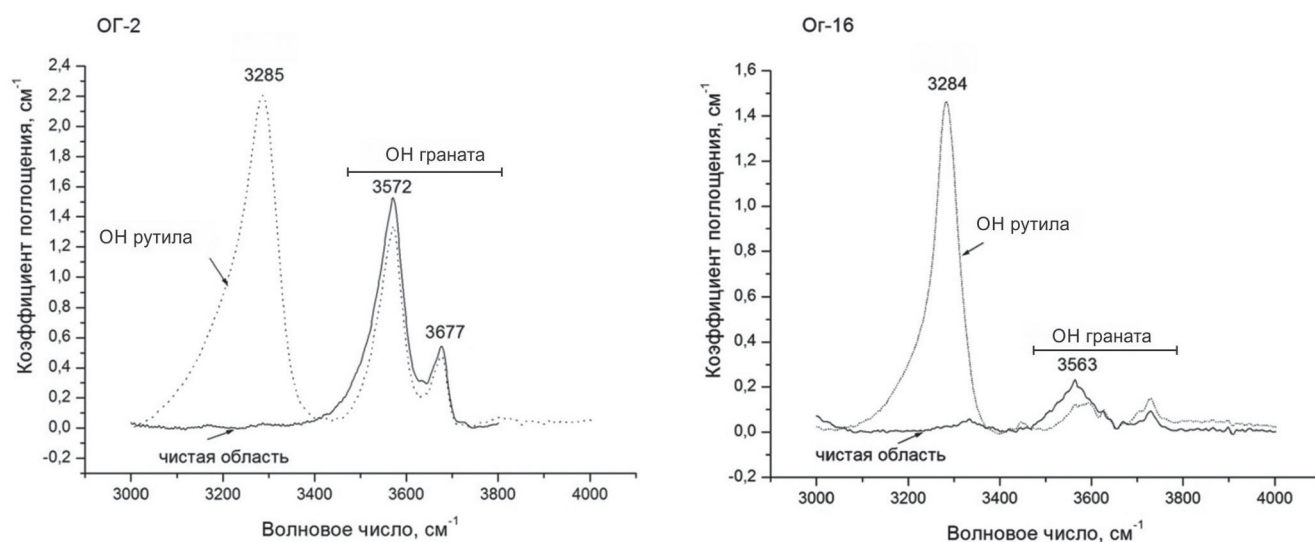 ОГ-2
Коэффициент поглощения, см⁻¹
2,4
2,2
2,0
1,8
1,6
1,4
1,2
1,0
0,8
0,6
0,4
0,2
0,0
-0,2
3285
ОН граната
3572
ОН рутила
3677
чистая область
3000 3200 3400 3600 3800 4000
Волновое число, см⁻¹
Ог-16
Коэффициент поглощения, см⁻¹
1,6
1,4
1,2
1,0
0,8
0,6
0,4
0,2
0,0
-0,2
3284
ОН рутила
ОН граната
3563
чистая область
3000 3200 3400 3600 3800 4000
Волновое число, см⁻¹